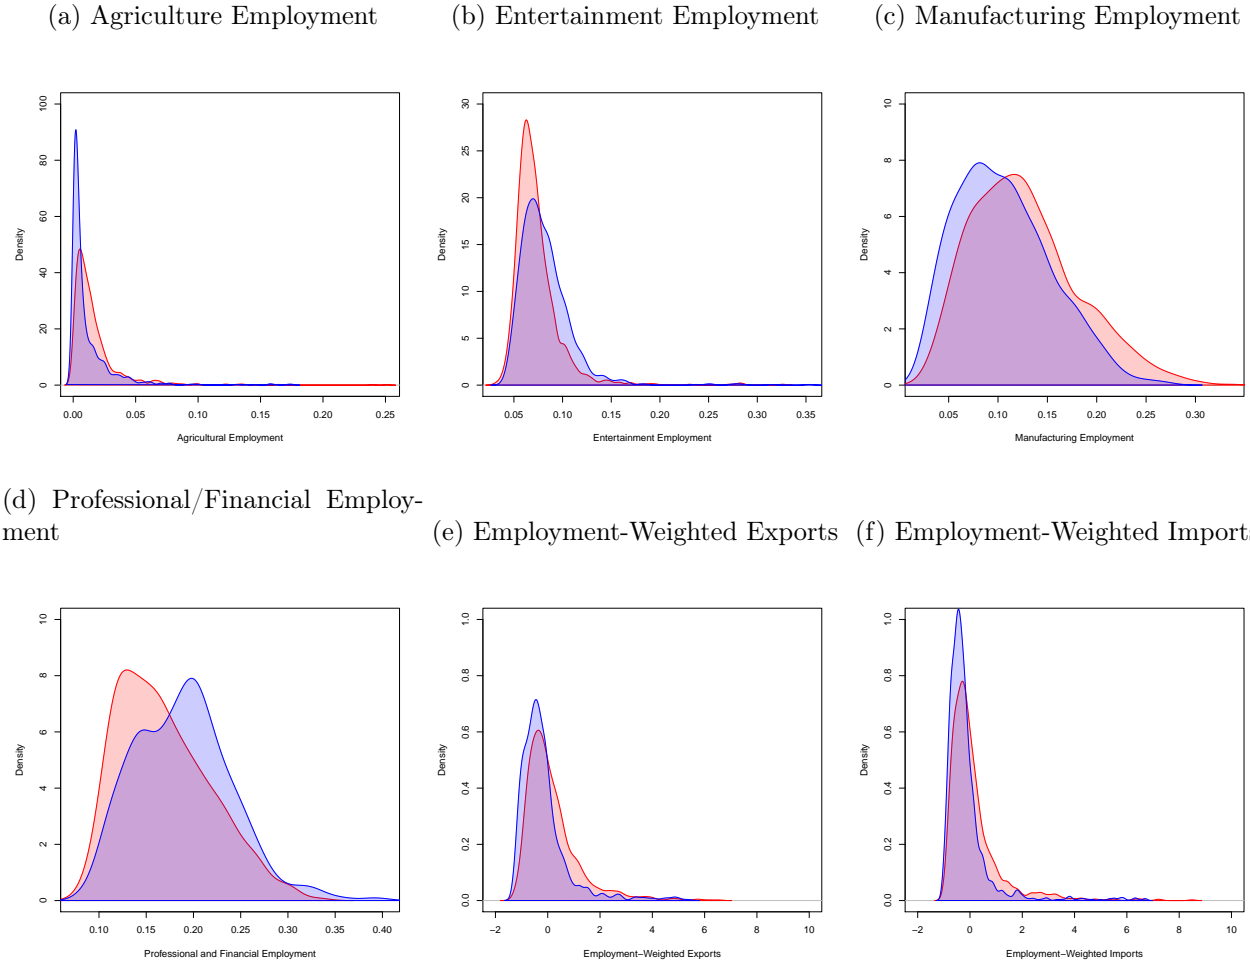 (a) Agriculture Employment
(b) Entertainment Employment
(c) Manufacturing Employment
100
80
60
40
20
0
Density
0.00 0.05 0.10 0.15 0.20 0.25
Agricultural Employment
30
25
20
15
10
5
0
Density
0.05 0.10 0.15 0.20 0.25 0.30 0.35
Entertainment Employment
10
8
6
4
2
0
Density
0.05 0.10 0.15 0.20 0.25 0.30
Manufacturing Employment
(d) Professional/Financial Employ-
ment
(e) Employment-Weighted Exports
(f) Employment-Weighted Imports
10
8
6
4
2
0
Density
0.10 0.15 0.20 0.25 0.30 0.35 0.40
Professional and Financial Employment
1.0
0.8
0.6
0.4
0.2
0.0
Density
−2 0 2 4 6 8 10
Employment−Weighted Exports
1.0
0.8
0.6
0.4
0.2
0.0
Density
−2 0 2 4 6 8 10
Employment−Weighted Imports